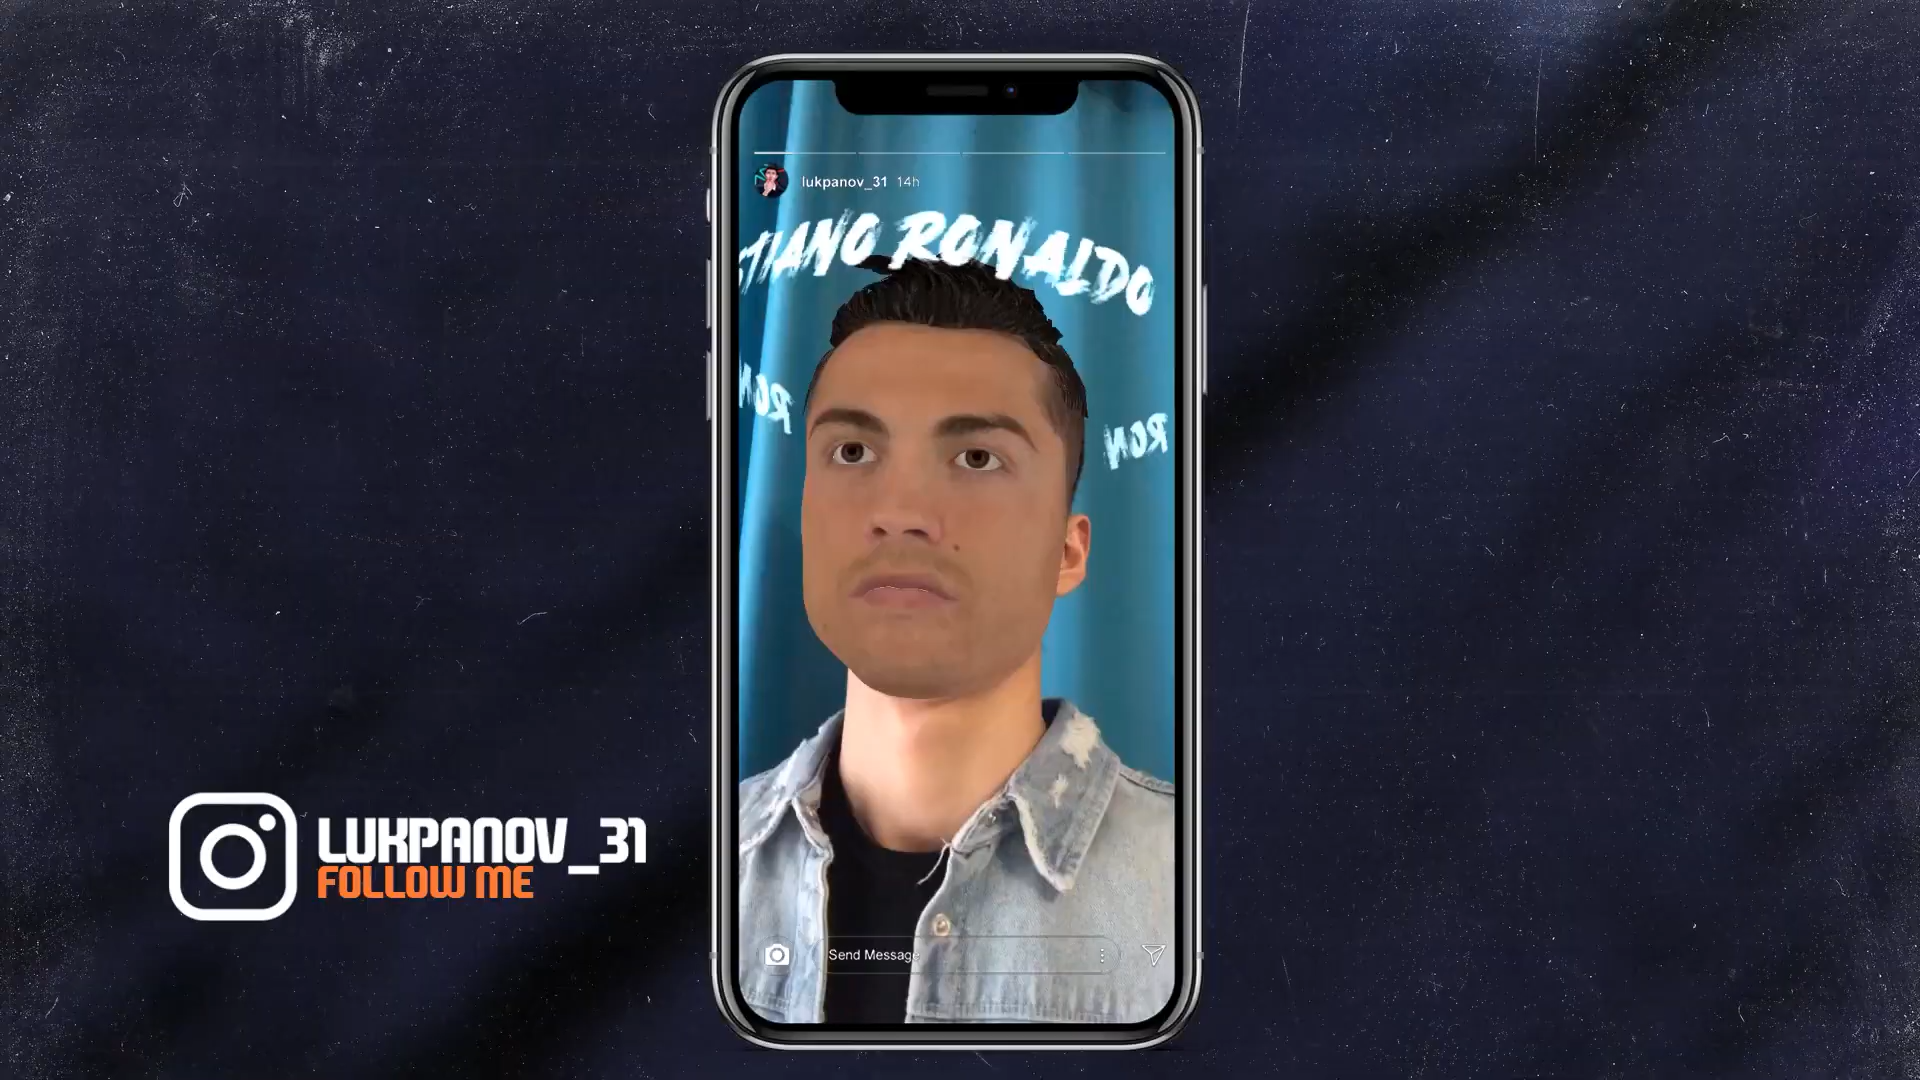 lukpanov_31 14h
STIANO RONALDO
RON
RON
LUKPANOV_31
FOLLOW ME
Send Message